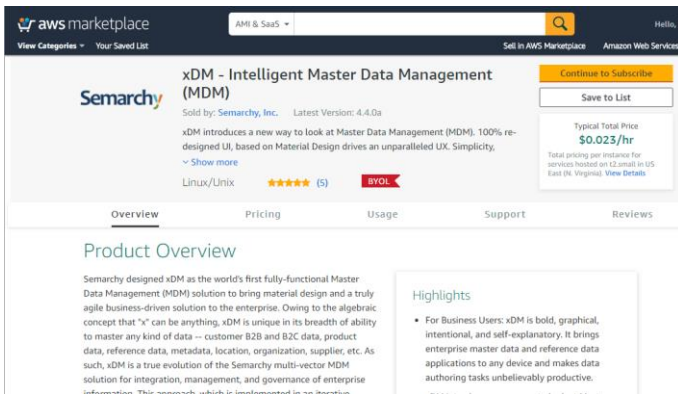 aws marketplace
AMI & SaaS
Hello,
View Categories
Your Saved List
Sell in AWS Marketplace
Amazon Web Services
Semarchy
xDM - Intelligent Master Data Management
(MDM)
Sold by: Semarchy, Inc. Latest Version: 4.4.0a
xDM introduces a new way to look at Master Data Management (MDM). 100% re-
designed UI, based on Material Design drives an unparalleled UX. Simplicity,
Show more
Linux/Unix
(5)
BYOL
Continue to Subscribe
Save to List
Typical Total Price
$0.023/hr
Total pricing per instance for
services hosted on t2.small in US
East (N. Virginia). View Details
Overview
Pricing
Usage
Support
Reviews
Product Overview
Semarchy designed xDM as the world's first fully-functional Master
Data Management (MDM) solution to bring material design and a truly
agile business-driven solution to the enterprise. Owing to the algebraic
concept that "x" can be anything, xDM is unique in its breadth of ability
to master any kind of data -- customer B2B and B2C data, product
data, reference data, metadata, location, organization, supplier, etc. As
such, xDM is a true evolution of the Semarchy multi-vector MDM
solution for integration, management, and governance of enterprise
information. This approach, which is implemented in an iterative
Highlights
• For Business Users: xDM is bold, graphical,
intentional, and self-explanatory. It brings
enterprise master data and reference data
applications to any device and makes data
authoring tasks unbelievably productive.